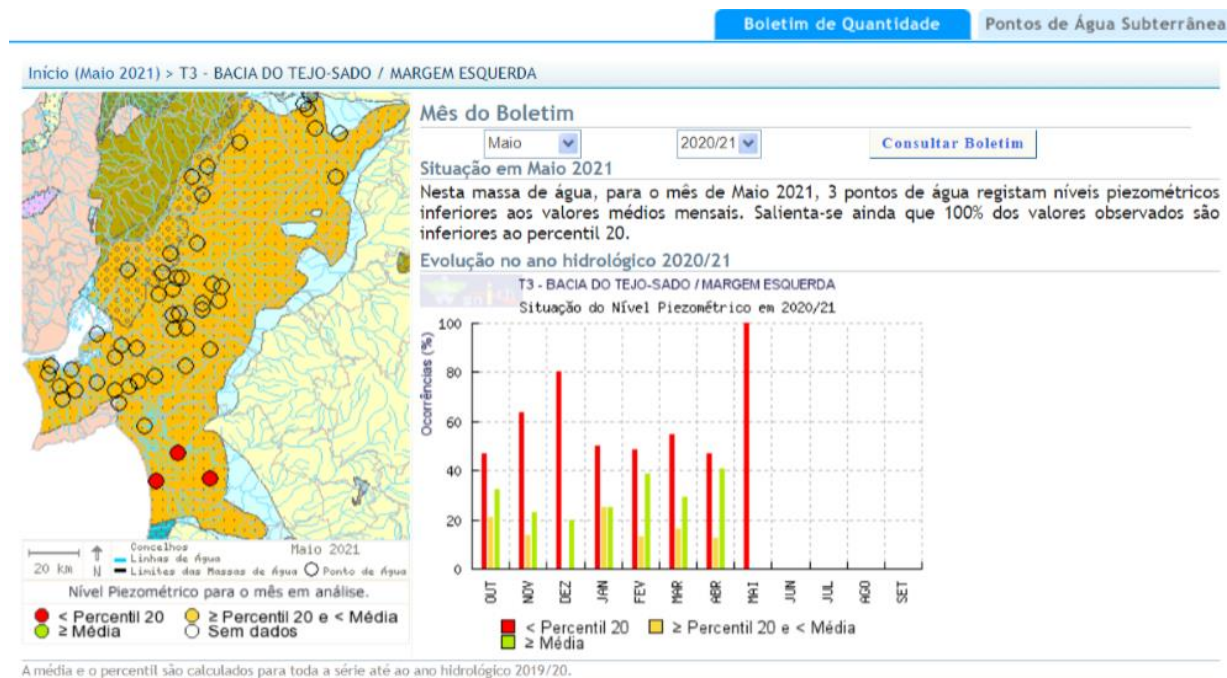 Boletim de Quantidade
Pontos de Água Subterrânea
Início (Maio 2021) > T3 - BACIA DO TEJO-SADO / MARGEM ESQUERDA
Mês do Boletim
Maio
2020/21
Consultar Boletim
Situação em Maio 2021
Nesta massa de água, para o mês de Maio 2021, 3 pontos de água registam níveis piezométricos
inferiores aos valores médios mensais. Salienta-se ainda que 100% dos valores observados são
inferiores ao percentil 20.
Evolução no ano hidrológico 2020/21
T3 - BACIA DO TEJO-SADO / MARGEM ESQUERDA
Situação do Nível Piezométrico em 2020/21
Ocorrências (%)
100
80
60
40
20
0
OUT NOV DEZ JAN FEV MAR ABR MAI JUN JUL AGO SET
< Percentil 20
≥ Percentil 20 e < Média
≥ Média
20 km
N
Concelhos
Linhas de Água
Limites das Massas de Água
Maio 2021
Ponto de Água
Nível Piezométrico para o mês em análise.
< Percentil 20
≥ Percentil 20 e < Média
≥ Média
Sem dados
A média e o percentil são calculados para toda a série até ao ano hidrológico 2019/20.